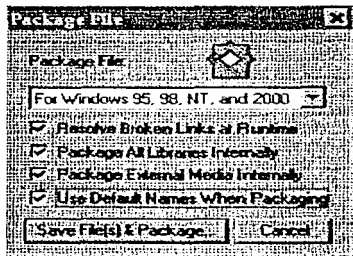 Package File
Package File:
For Windows 95, 98, NT, and 2000
Resolve Broken Links at Runtime
Package All Libraries Internally
Package External Media Internally
Use Default Names When Packaging
Save File(s) & Package...
Cancel